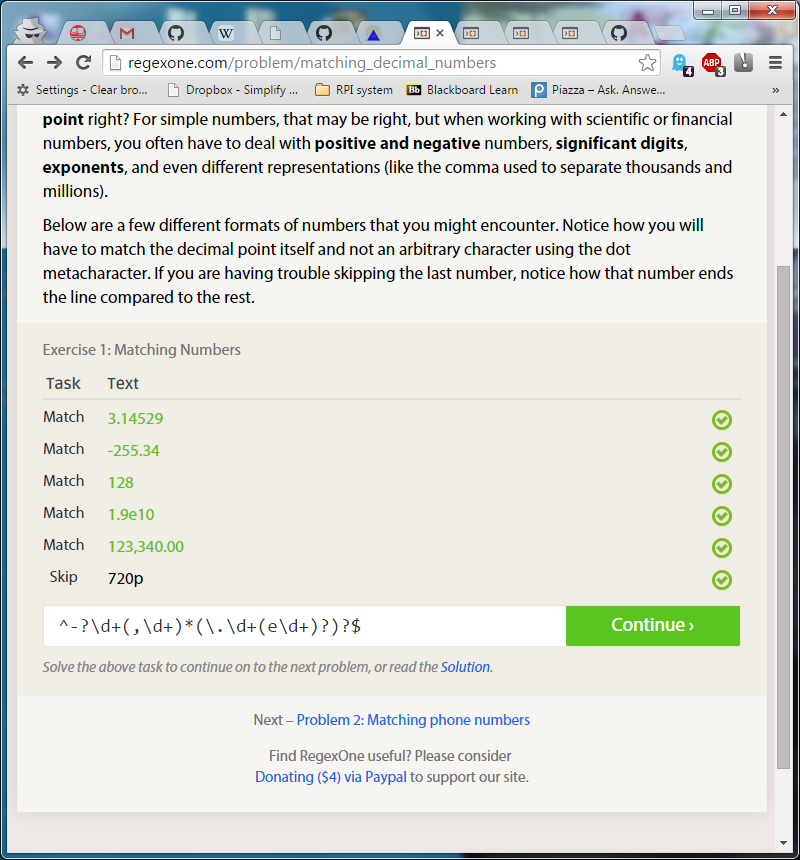 regexone.com/problem/matching_decimal_numbers
4
ABP
3
Settings - Clear bro...
Dropbox - Simplify ...
RPI system
Bb Blackboard Learn
Piazza – Ask. Answe...
»
point right? For simple numbers, that may be right, but when working with scientific or financial
numbers, you often have to deal with positive and negative numbers, significant digits,
exponents, and even different representations (like the comma used to separate thousands and
millions).
Below are a few different formats of numbers that you might encounter. Notice how you will
have to match the decimal point itself and not an arbitrary character using the dot
metacharacter. If you are having trouble skipping the last number, notice how that number ends
the line compared to the rest.
Exercise 1: Matching Numbers
Task Text
Match 3.14529
Match -255.34
Match 128
Match 1.9e10
Match 123,340.00
Skip 720p
^-?\d+(,\d+)*(\.\d+(e\d+)?)?$
Continue ›
Solve the above task to continue on to the next problem, or read the Solution.
Next – Problem 2: Matching phone numbers
Find RegexOne useful? Please consider
Donating ($4) via Paypal to support our site.